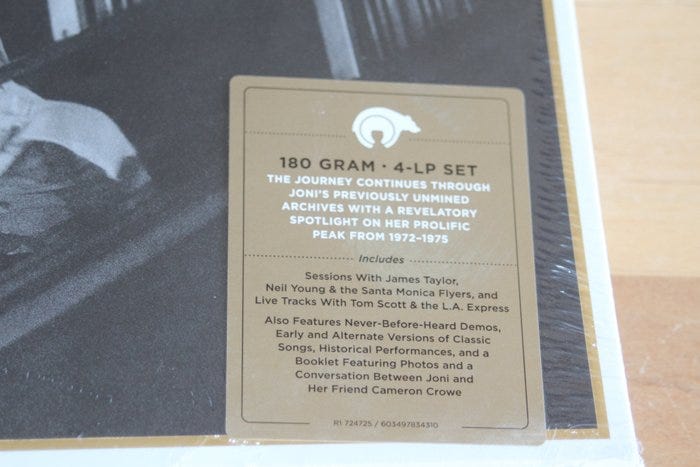 180 GRAM · 4-LP SET
THE JOURNEY CONTINUES THROUGH
JONI'S PREVIOUSLY UNMINED
ARCHIVES WITH A REVELATORY
SPOTLIGHT ON HER PROLIFIC
PEAK FROM 1972–1975
Includes
Sessions With James Taylor,
Neil Young & the Santa Monica Flyers, and
Live Tracks With Tom Scott & the L.A. Express
Also Features Never-Before-Heard Demos,
Early and Alternate Versions of Classic
Songs, Historical Performances, and a
Booklet Featuring Photos and a
Conversation Between Joni and
Her Friend Cameron Crowe
R1 724725 / 603497834310